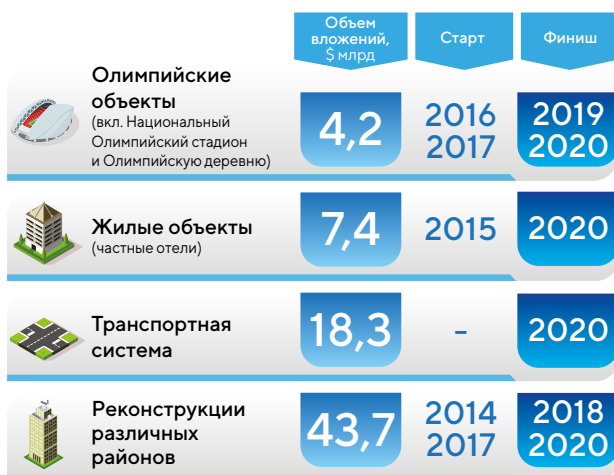 Объем
вложений,
$ млрд
Старт
Финиш
Олимпийские
объекты
(вкл. Национальный
Олимпийский стадион
и Олимпийскую деревню)
4,2
2016
2017
2019
2020
Жилые объекты
(частные отели)
7,4
2015
2020
Транспортная
система
18,3
-
2020
Реконструкции
различных
районов
43,7
2014
2017
2018
2020